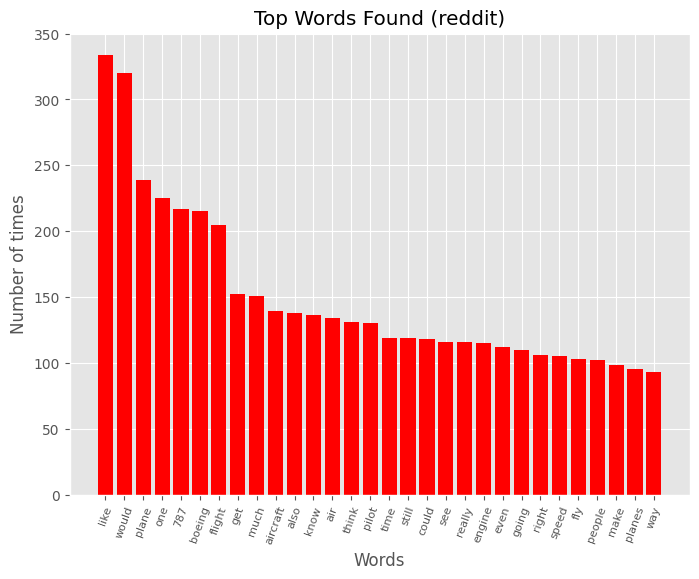 Top Words Found (reddit)
Number of times
350
300
250
200
150
100
50
0
like would plane one 787 boeing flight get much aircraft also know air think pilot time still could see really engine even going right speed fly people make planes way
Words